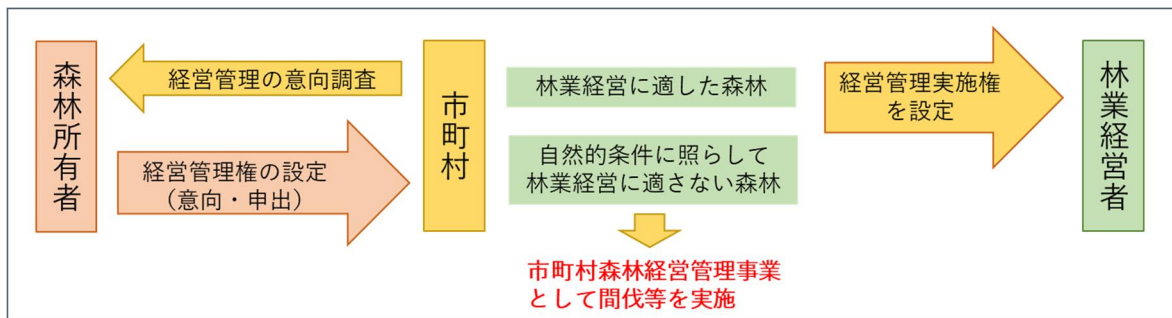 森林所有者
経営管理の意向調査
経営管理権の設定
（意向・申出）
市町村
林業経営に適した森林
自然的条件に照らして
林業経営に適さない森林
市町村森林経営管理事業
として間伐等を実施
経営管理実施権
を設定
林業経営者